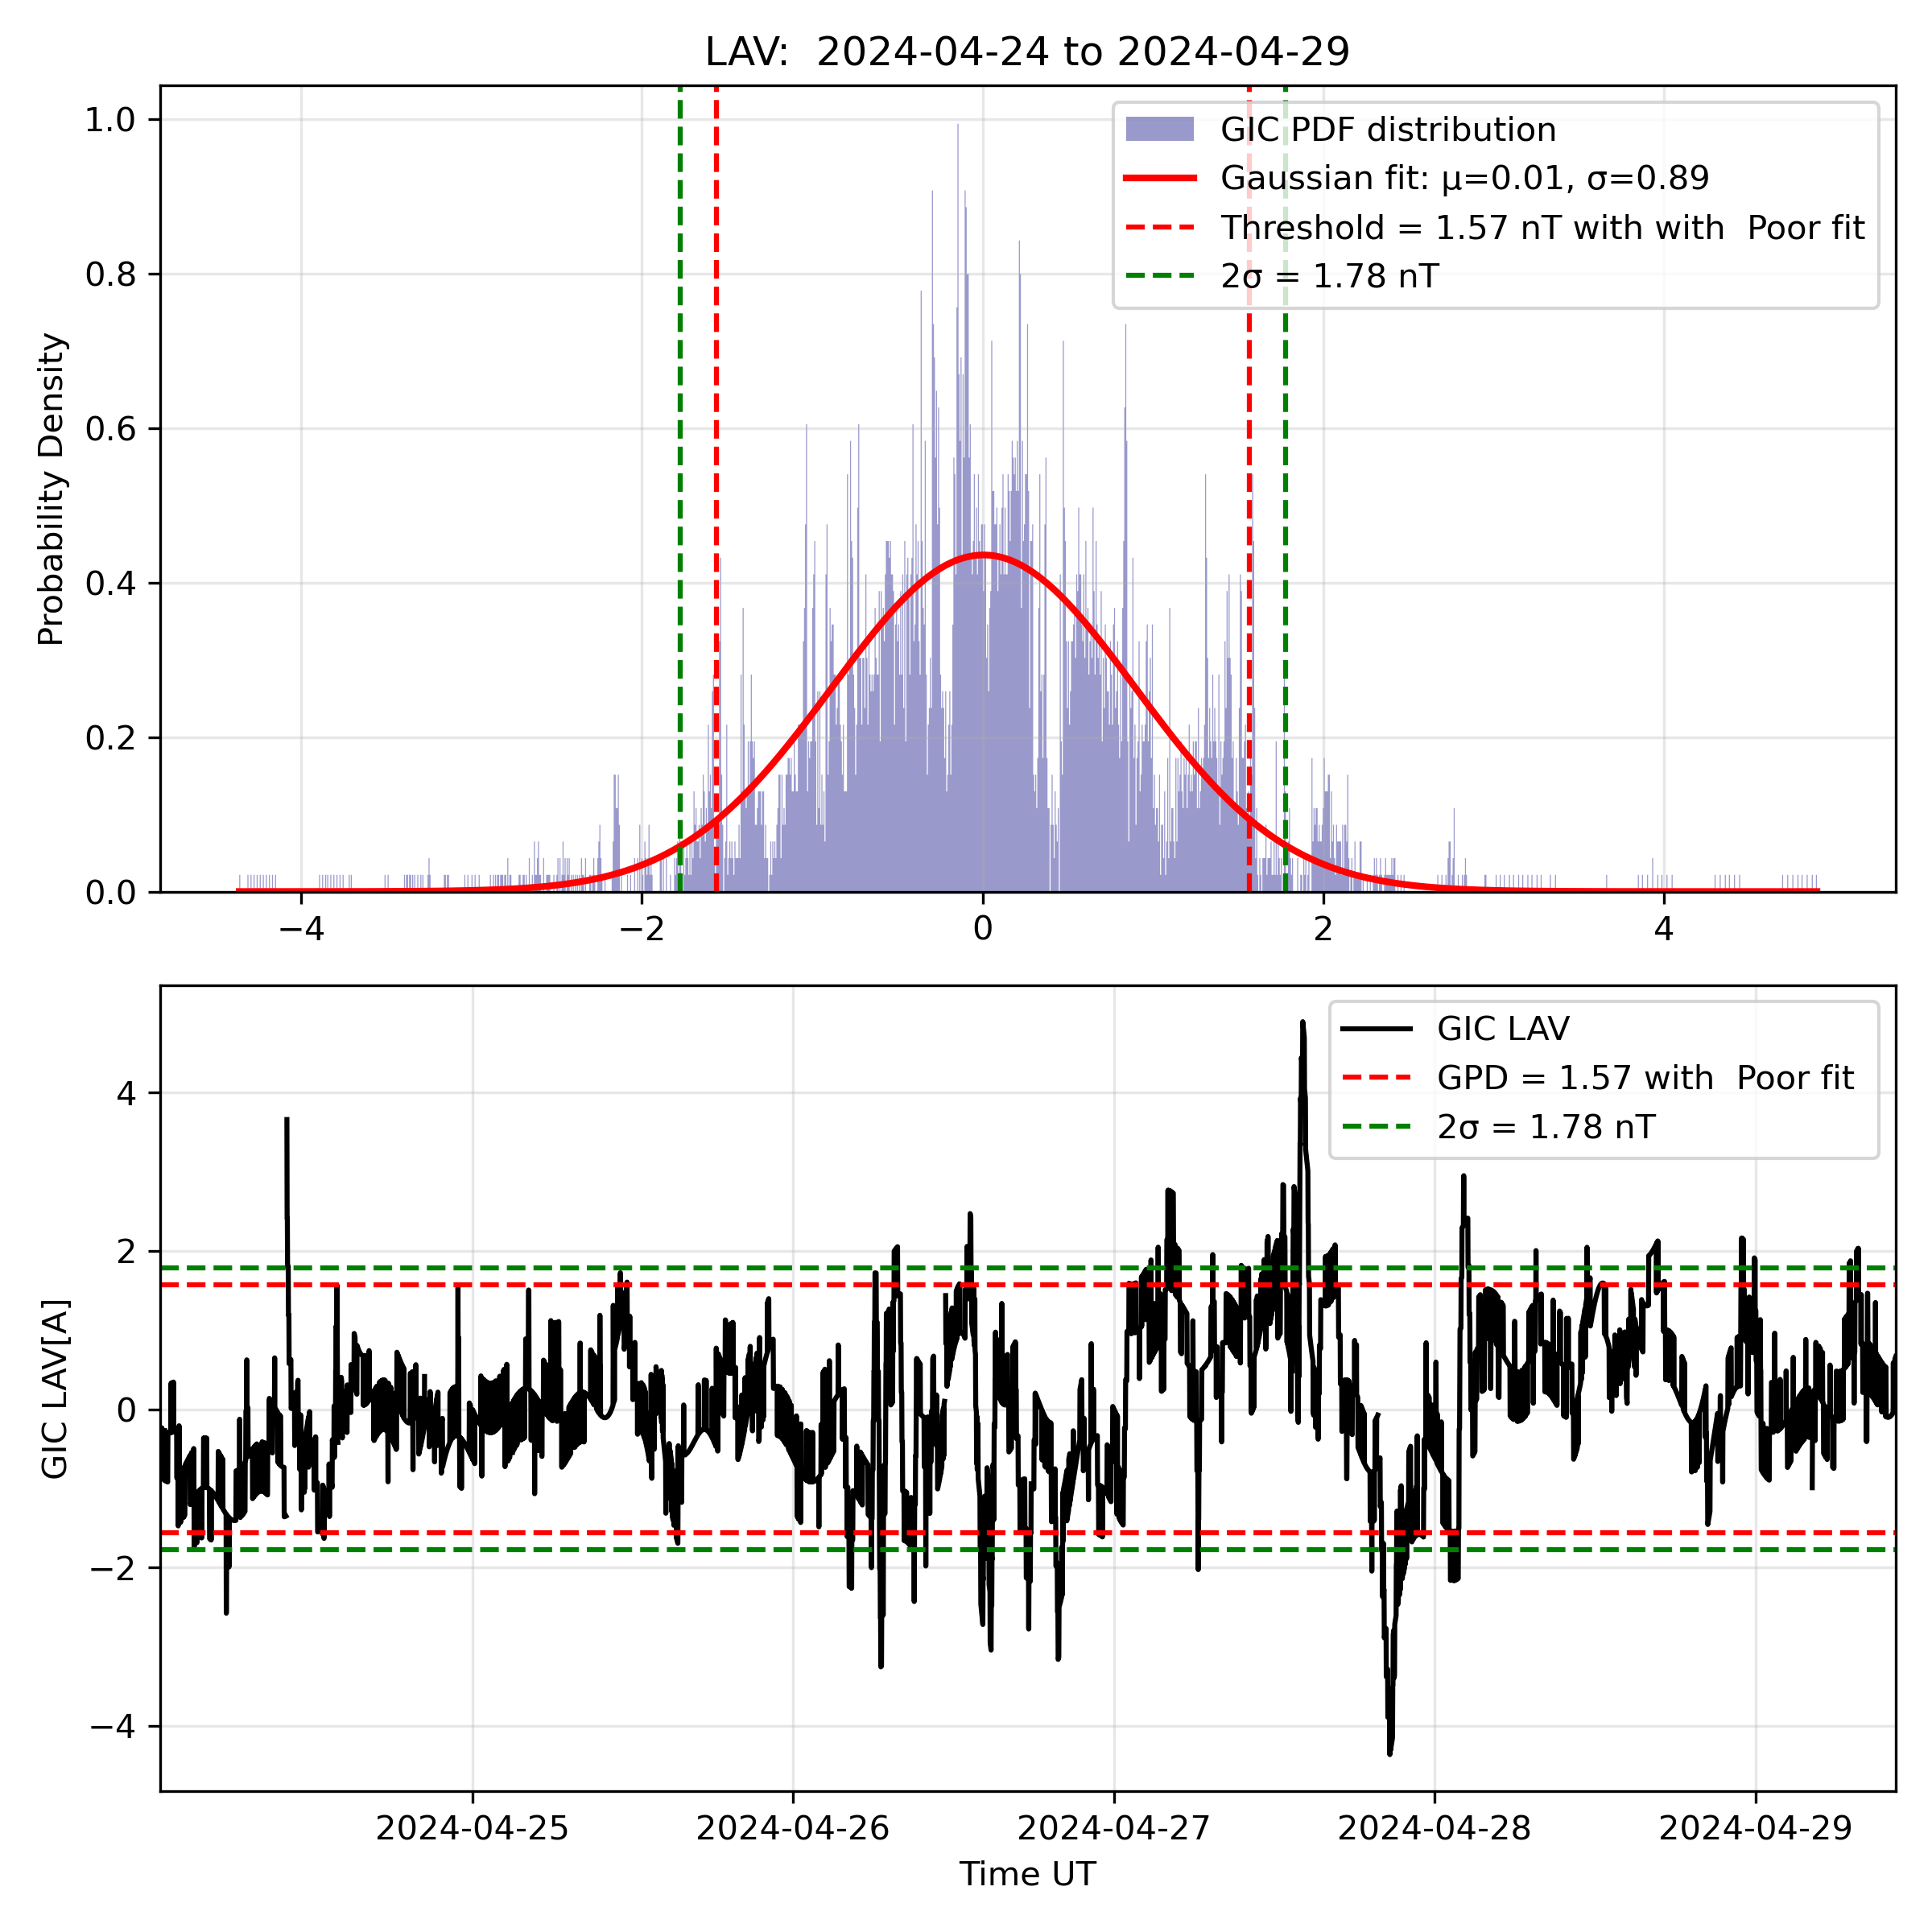 LAV:  2024-04-24 to 2024-04-29
1.0
0.8
0.6
0.4
0.2
0.0
Probability Density
GIC PDF distribution
Gaussian fit: μ=0.01, σ=0.89
Threshold = 1.57 nT with with  Poor fit
2σ = 1.78 nT
−4
−2
0
2
4
4
2
0
−2
−4
GIC LAV[A]
GIC LAV
GPD = 1.57 with  Poor fit
2σ = 1.78 nT
2024-04-25
2024-04-26
2024-04-27
2024-04-28
2024-04-29
Time UT